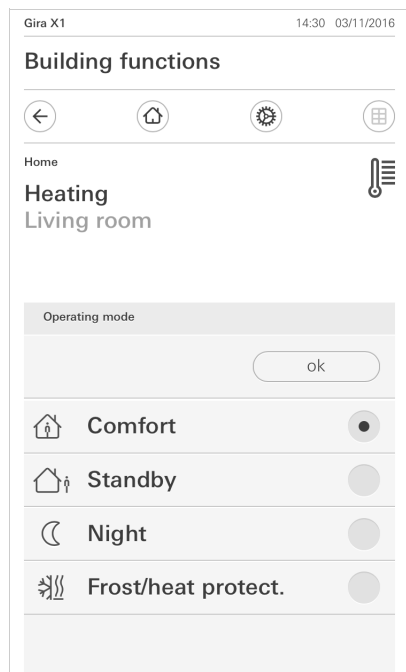 Gira X1 14:30 03/11/2016
Building functions
Home
Heating
Living room
Operating mode
ok
Comfort
Standby
Night
Frost/heat protect.